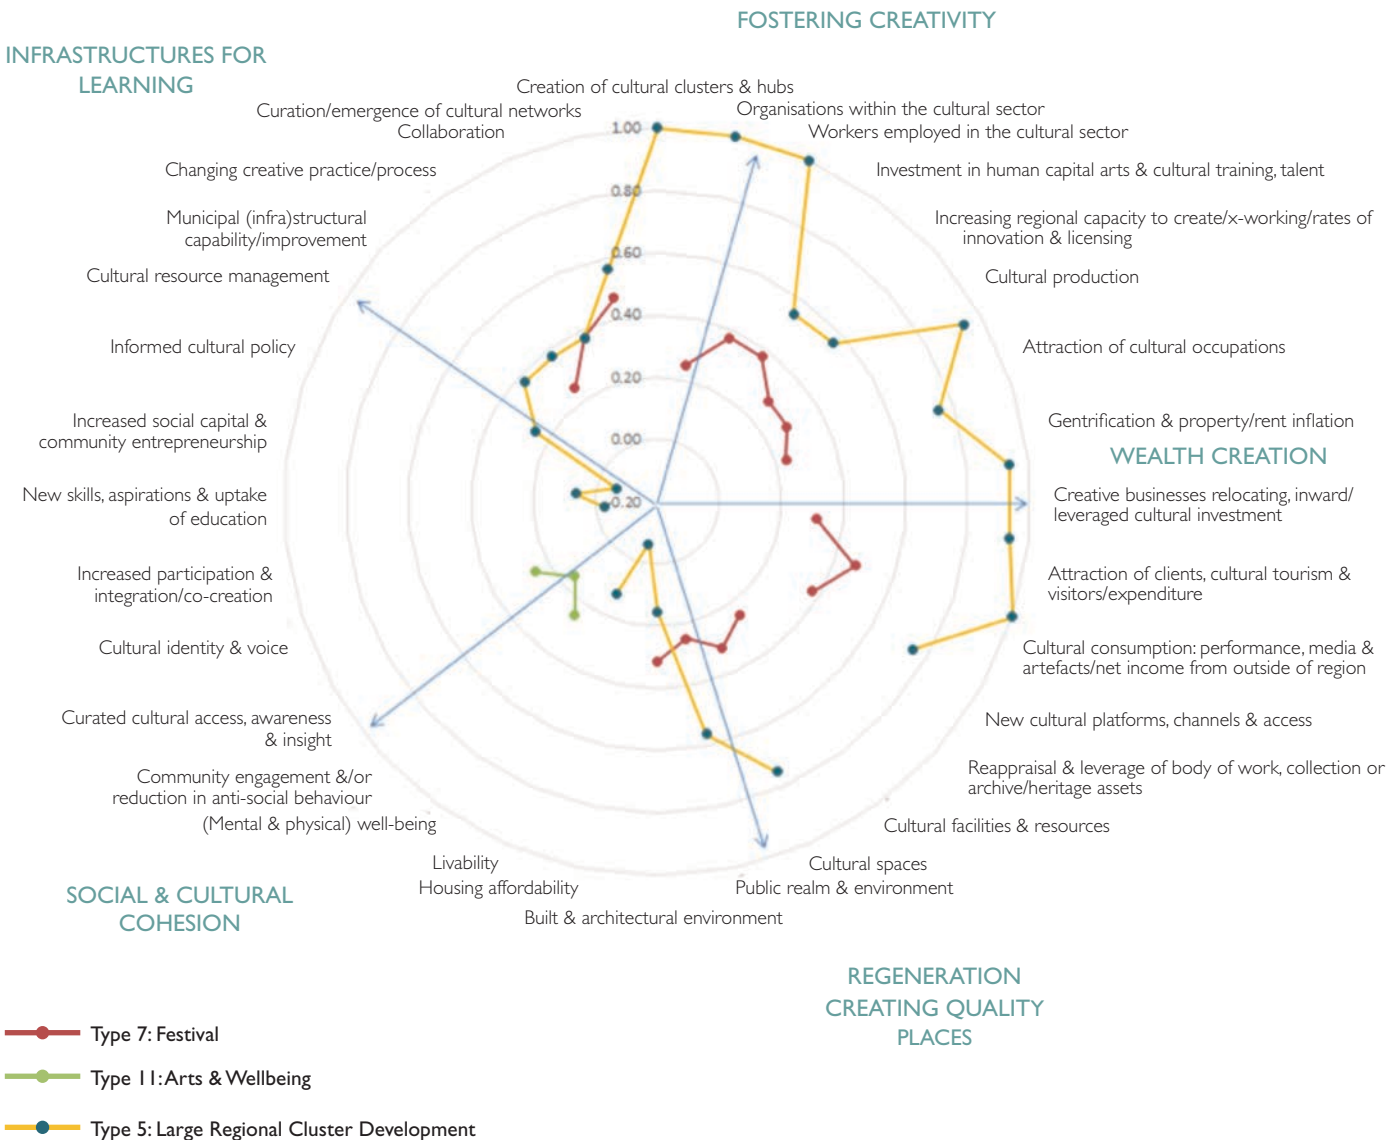 FOSTERING CREATIVITY
INFRASTRUCTURES FOR
LEARNING
Creation of cultural clusters & hubs
Curation/emergence of cultural networks
Collaboration
Organisations within the cultural sector
Workers employed in the cultural sector
Changing creative practice/process
Investment in human capital arts & cultural training, talent
Municipal (infra)structural
capability/improvement
Increasing regional capacity to create/x-working/rates of
innovation & licensing
Cultural resource management
Cultural production
Informed cultural policy
Attraction of cultural occupations
Increased social capital &
community entrepreneurship
Gentrification & property/rent inflation
WEALTH CREATION
New skills, aspirations & uptake
of education
Creative businesses relocating, inward/
leveraged cultural investment
Increased participation &
integration/co-creation
Attraction of clients, cultural tourism &
visitors/expenditure
Cultural identity & voice
Cultural consumption: performance, media &
artefacts/net income from outside of region
Curated cultural access, awareness
& insight
New cultural platforms, channels & access
Community engagement &/or
reduction in anti-social behaviour
Reappraisal & leverage of body of work, collection or
archive/heritage assets
(Mental & physical) well-being
Cultural facilities & resources
Livability
Cultural spaces
Housing affordability
Public realm & environment
Built & architectural environment
1.00
0.80
0.60
0.40
0.20
0.00
0.20
SOCIAL & CULTURAL
COHESION
REGENERATION
CREATING QUALITY
PLACES
Type 7: Festival
Type 11: Arts & Wellbeing
Type 5: Large Regional Cluster Development